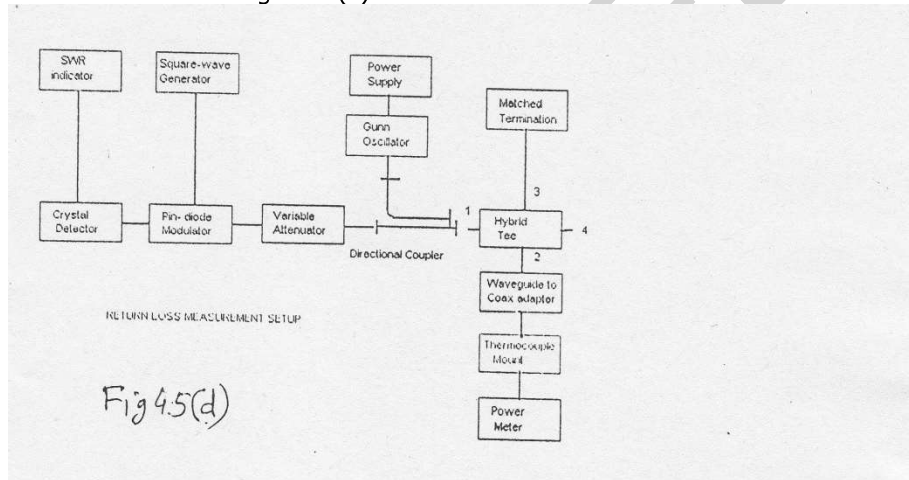 SWR
indicator
Square-wave
Generator
Power
Supply
Gunn
Oscillator
Matched
Termination
3
Crystal
Detector
Pin- diode
Modulator
Variable
Attenuator
Directional Coupler
1
Hybrid
Tee
4
2
Waveguide to
Coax adaptor
Thermocouple
Mount
Power
Meter
RETURN LOSS MEASUREMENT SETUP
Fig 4.5(d)